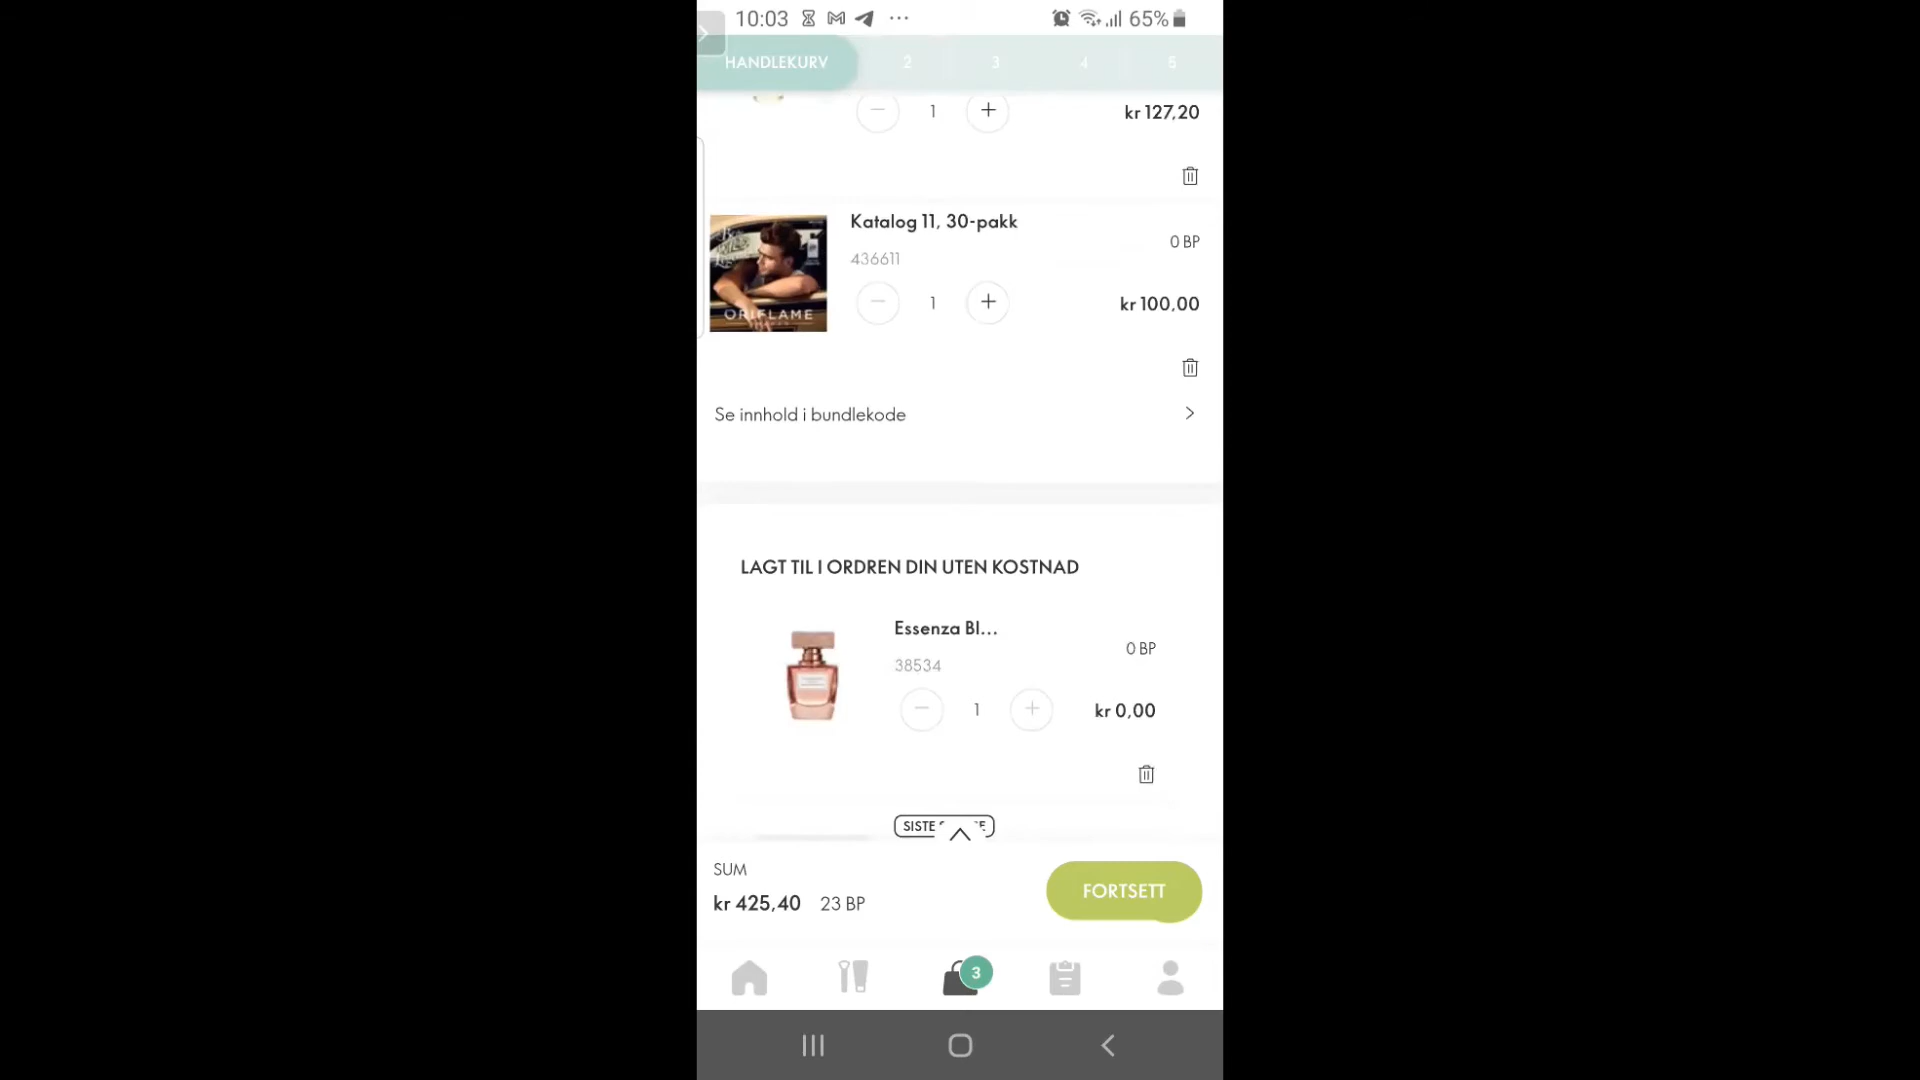 10:03 ... 65%
HANDLEKURV 2 3 4 5
1 kr 127,20
Katalog 11, 30-pakk
0 BP
436611
1 kr 100,00
ORIFLAME
Se innhold i bundlekode
LAGT TIL I ORDREN DIN UTEN KOSTNAD
Essenza Bl...
0 BP
38534
1 kr 0,00
SISTE
SUM
kr 425,40 23 BP
FORTSETT
3